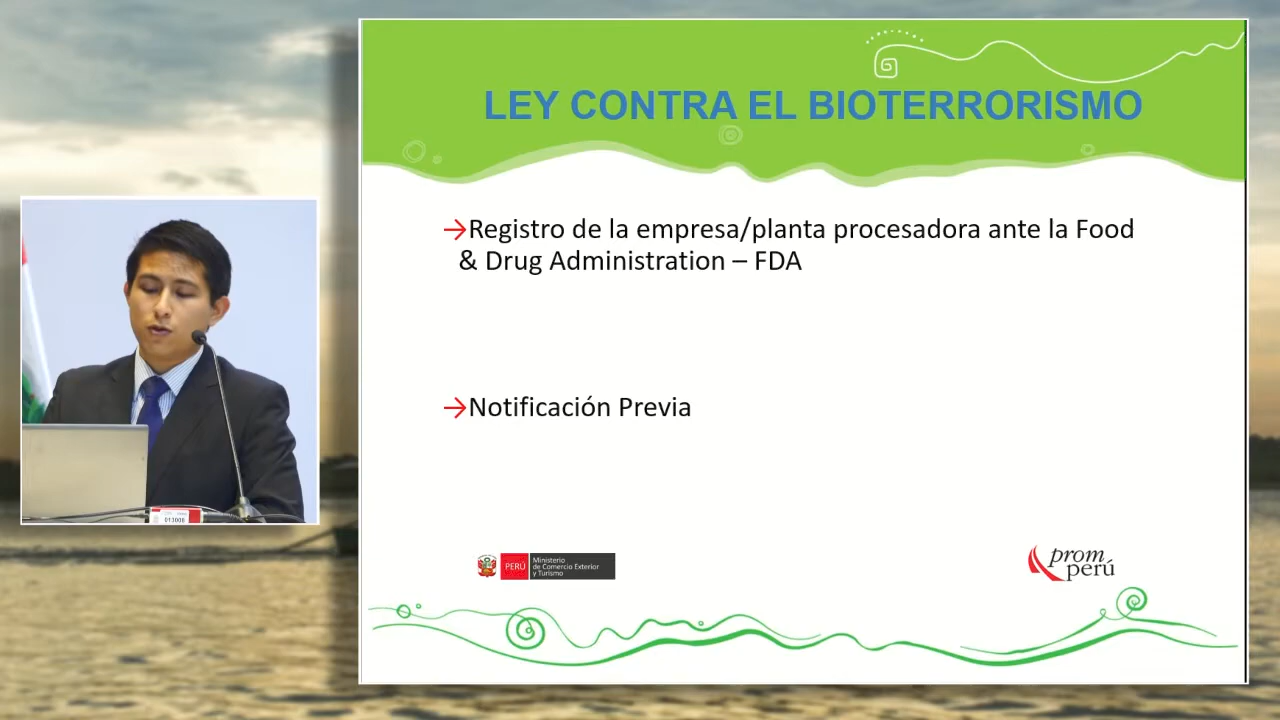 LEY CONTRA EL BIOTERRORISMO
→Registro de la empresa/planta procesadora ante la Food
& Drug Administration – FDA
→Notificación Previa
PERÚ
Ministerio
de Comercio Exterior
y Turismo
prom
perú
013000